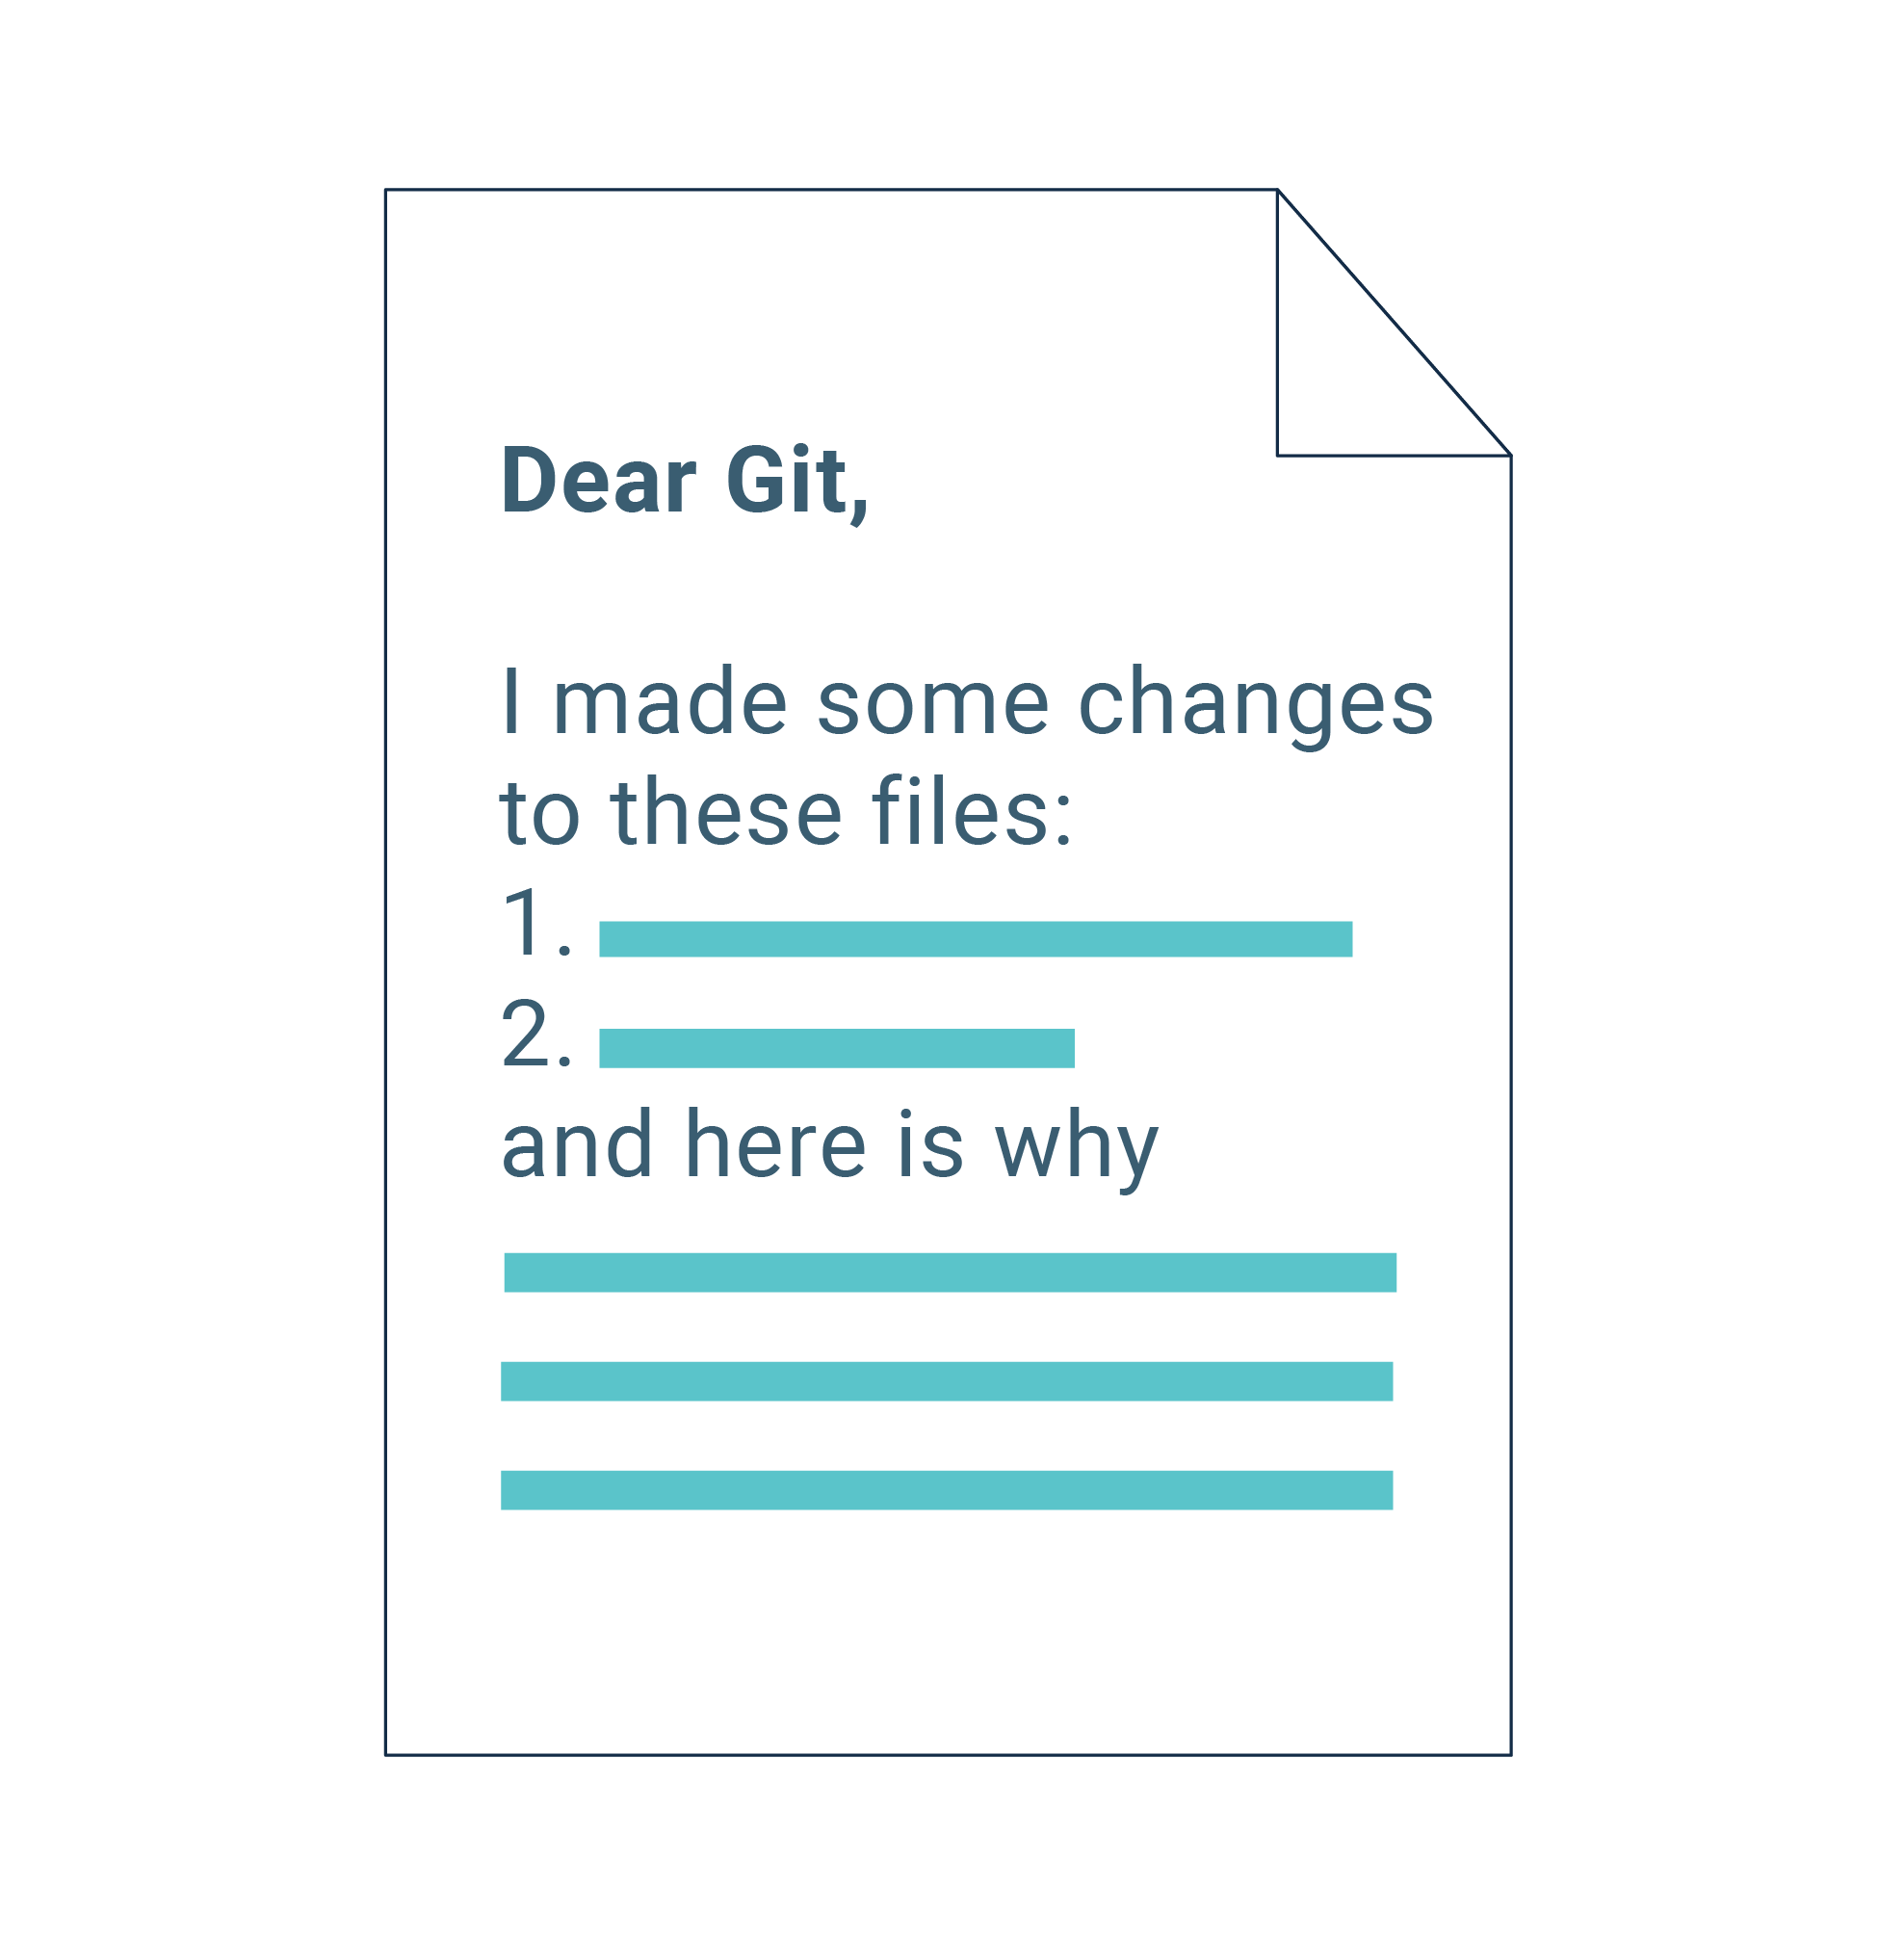 Dear Git,
I made some changes
to these files:
1.
2.
and here is why